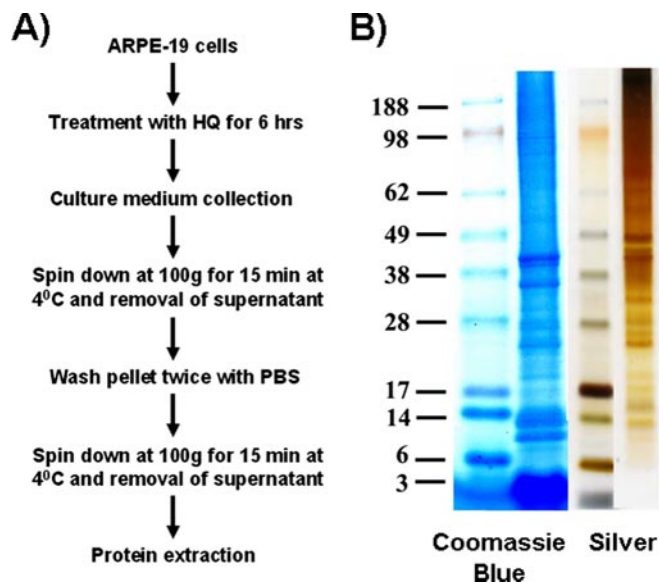 A)
ARPE-19 cells
Treatment with HQ for 6 hrs
Culture medium collection
Spin down at 100g for 15 min at
4⁰C and removal of supernatant
Wash pellet twice with PBS
Spin down at 100g for 15 min at
4⁰C and removal of supernatant
Protein extraction
B)
188
98
62
49
38
28
17
14
6
3
Coomassie
Blue
Silver